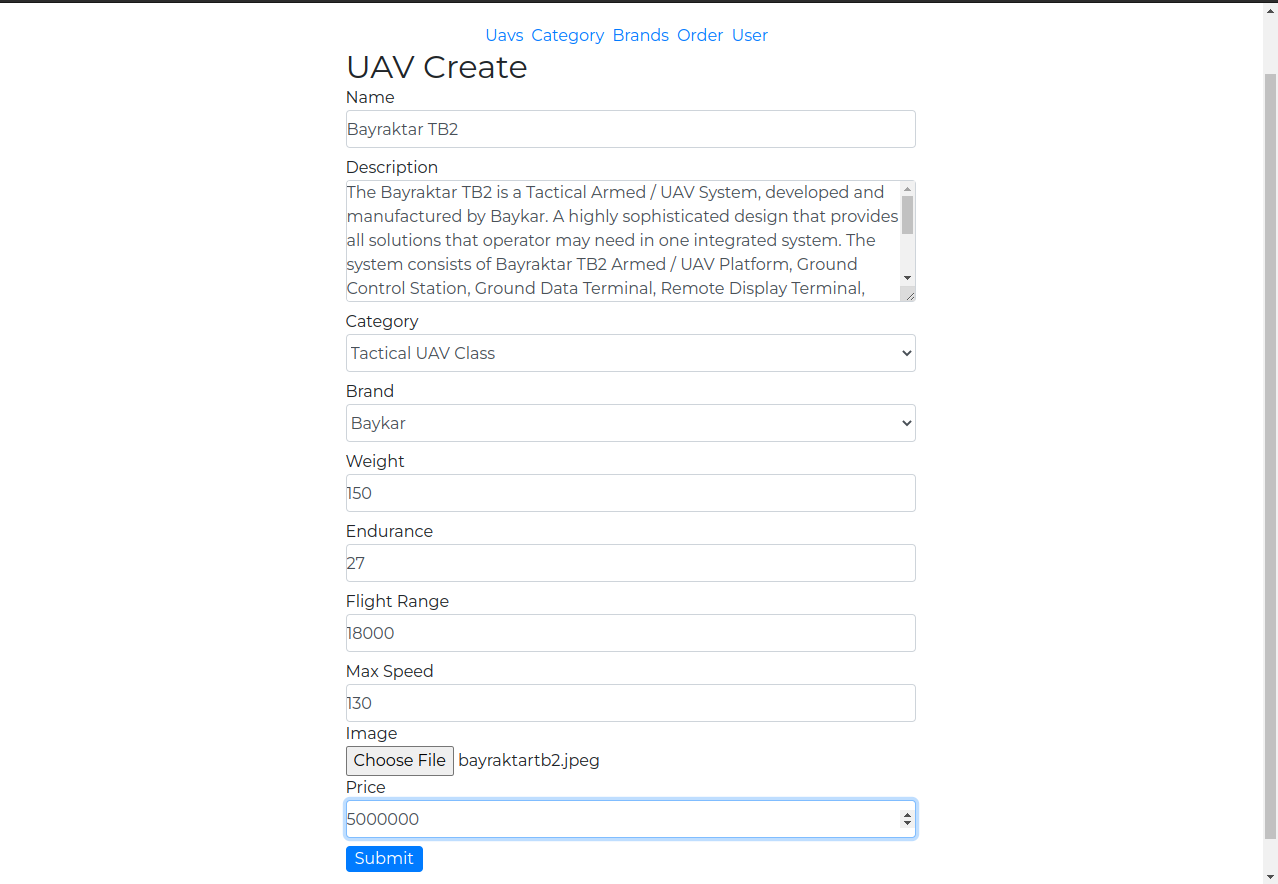 Uavs Category Brands Order User
UAV Create
Name
Bayraktar TB2
Description
The Bayraktar TB2 is a Tactical Armed / UAV System, developed and
manufactured by Baykar. A highly sophisticated design that provides
all solutions that operator may need in one integrated system. The
system consists of Bayraktar TB2 Armed / UAV Platform, Ground
Control Station, Ground Data Terminal, Remote Display Terminal,
Category
Tactical UAV Class
Brand
Baykar
Weight
150
Endurance
27
Flight Range
18000
Max Speed
130
Image
Choose File bayraktartb2.jpeg
Price
5000000
Submit